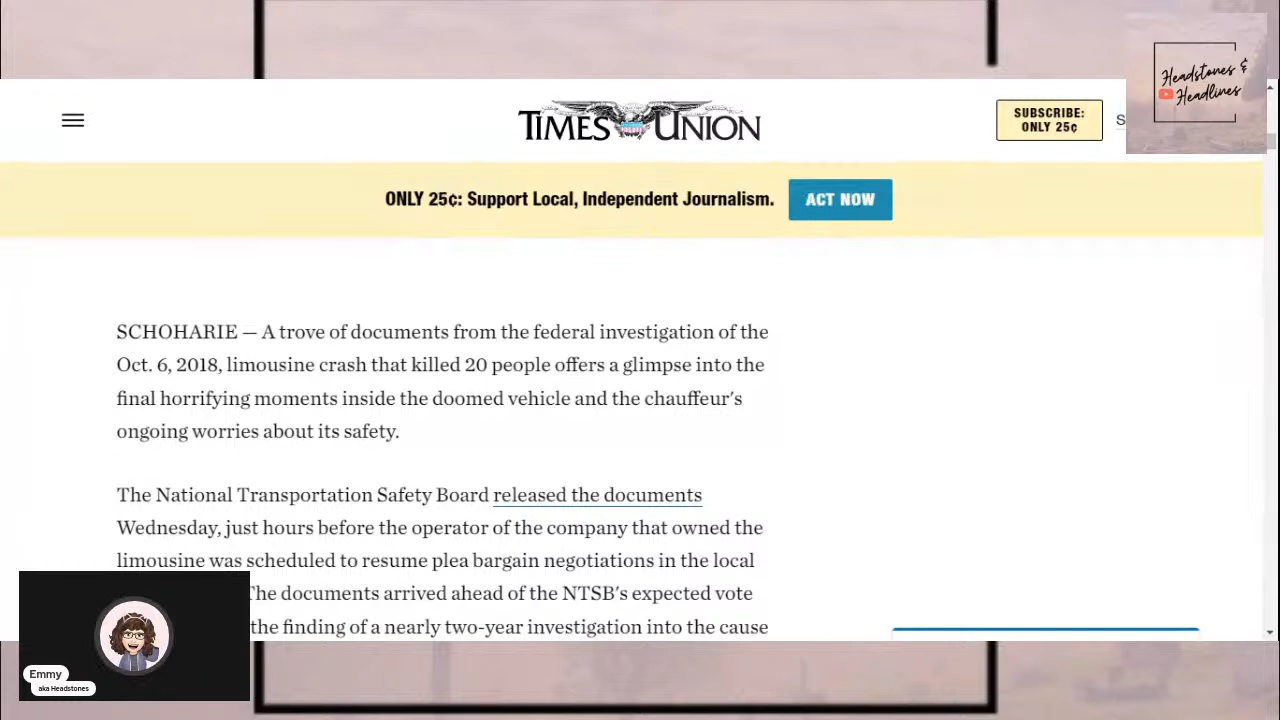 Headstones &
Headlines
TIMES UNION
SUBSCRIBE:
ONLY 25¢
S
ONLY 25¢: Support Local, Independent Journalism.
ACT NOW
SCHOHARIE — A trove of documents from the federal investigation of the
Oct. 6, 2018, limousine crash that killed 20 people offers a glimpse into the
final horrifying moments inside the doomed vehicle and the chauffeur's
ongoing worries about its safety.
The National Transportation Safety Board released the documents
Wednesday, just hours before the operator of the company that owned the
limousine was scheduled to resume plea bargain negotiations in the local
The documents arrived ahead of the NTSB's expected vote
the finding of a nearly two-year investigation into the cause
Emmy
aka Headstones